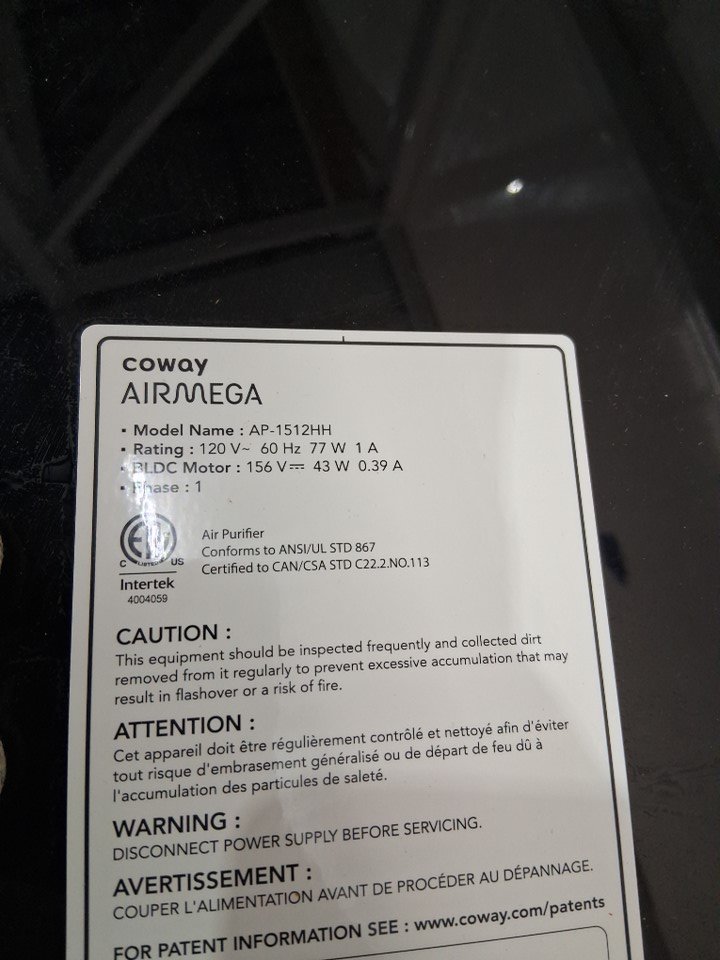 coway
AIRMEGA
• Model Name : AP-1512HH
• Rating : 120 V~ 60 Hz 77 W 1 A
• BLDC Motor : 156 V⎓ 43 W 0.39 A
• Phase : 1
ETL
C LISTED US
Intertek
4004059
Air Purifier
Conforms to ANSI/UL STD 867
Certified to CAN/CSA STD C22.2.NO.113
CAUTION :
This equipment should be inspected frequently and collected dirt
removed from it regularly to prevent excessive accumulation that may
result in flashover or a risk of fire.
ATTENTION :
Cet appareil doit être régulièrement contrôlé et nettoyé afin d'éviter
tout risque d'embrasement généralisé ou de départ de feu dû à
l'accumulation des particules de saleté.
WARNING :
DISCONNECT POWER SUPPLY BEFORE SERVICING.
AVERTISSEMENT :
COUPER L'ALIMENTATION AVANT DE PROCÉDER AU DÉPANNAGE.
FOR PATENT INFORMATION SEE : www.coway.com/patents